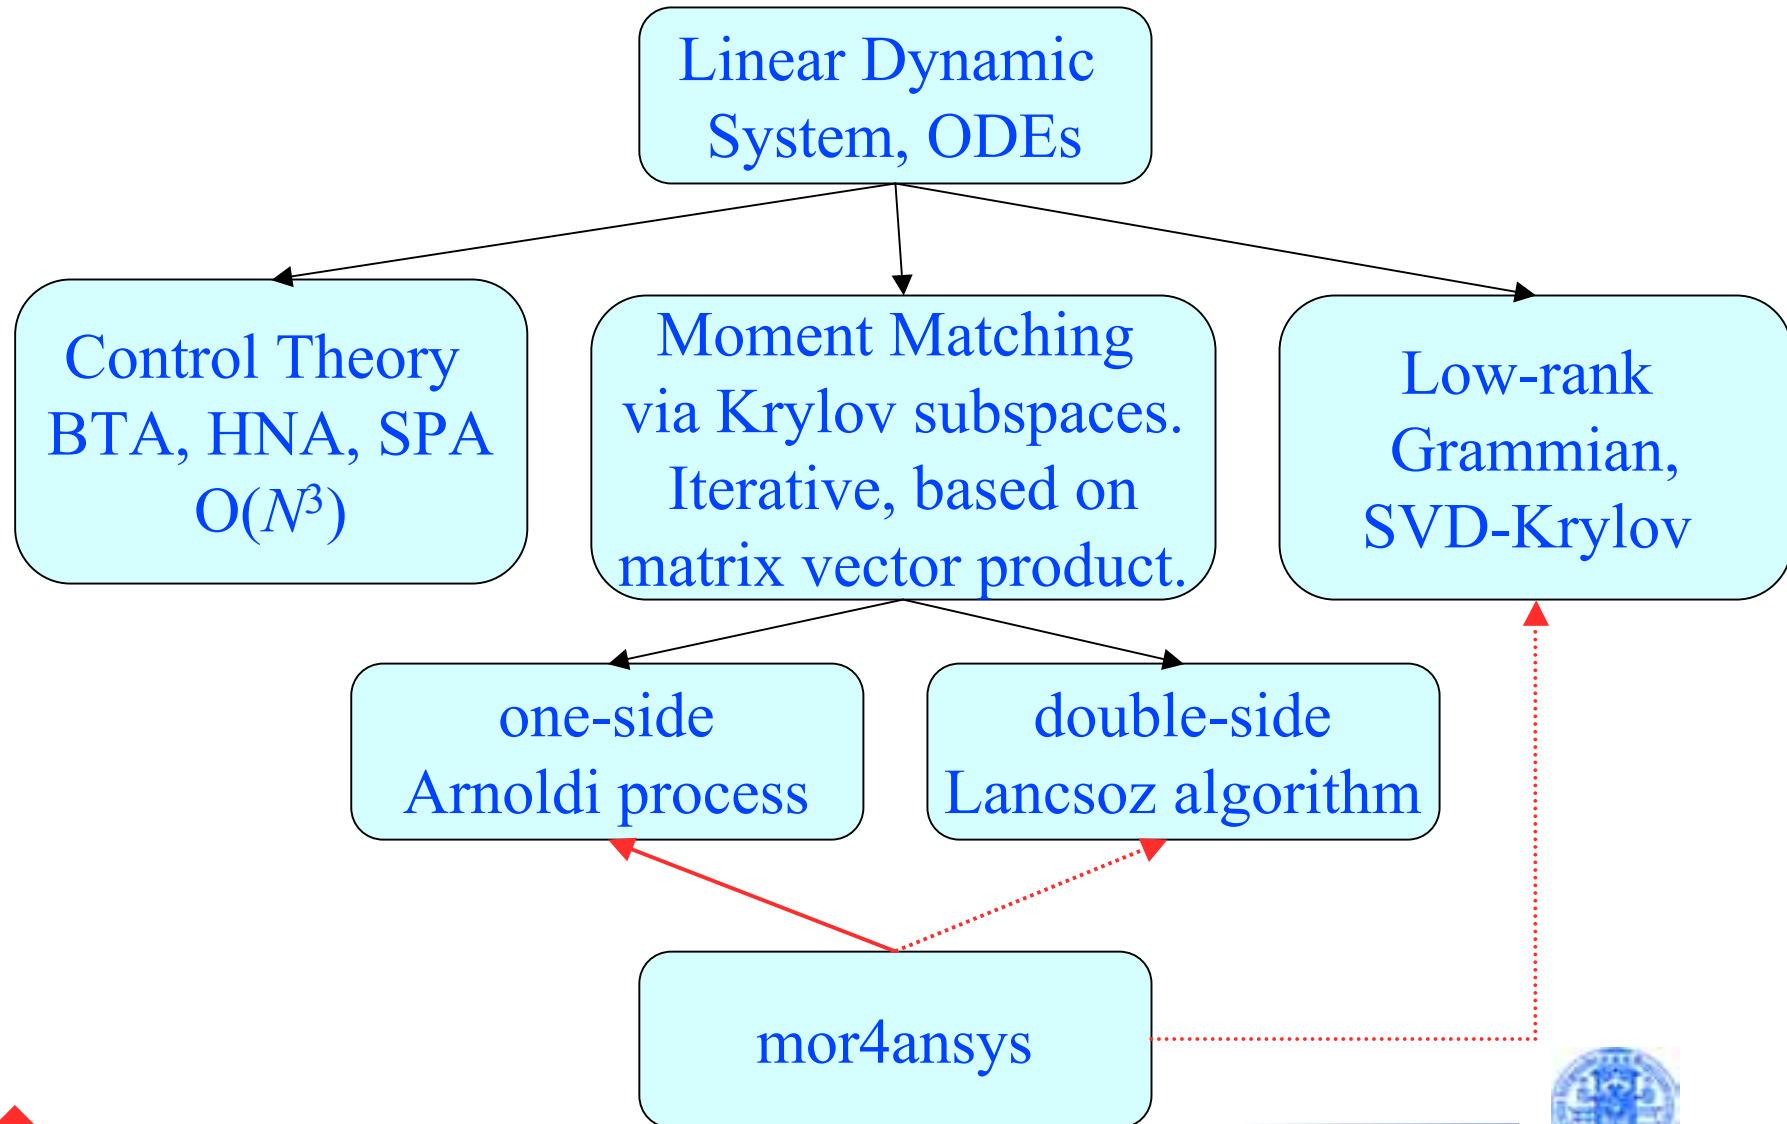 Linear Dynamic
System, ODEs
Control Theory
BTA, HNA, SPA
O(N³)
Moment Matching
via Krylov subspaces.
Iterative, based on
matrix vector product.
Low-rank
Grammian,
SVD-Krylov
one-side
Arnoldi process
double-side
Lancsoz algorithm
mor4ansys